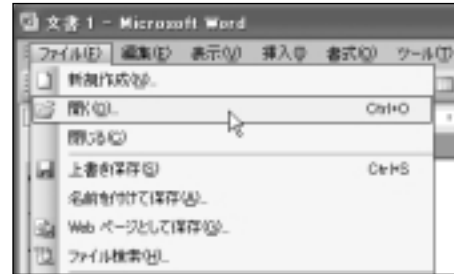 文書 1 - Microsoft Word
ファイル(F) 編集(E) 表示(V) 挿入(I) 書式(O) ツール(T)
新規作成(N)...
開く(O)... Ctrl+O
閉じる(C)
上書き保存(S) Ctrl+S
名前を付けて保存(A)...
Web ページとして保存(G)...
ファイル検索(H)...